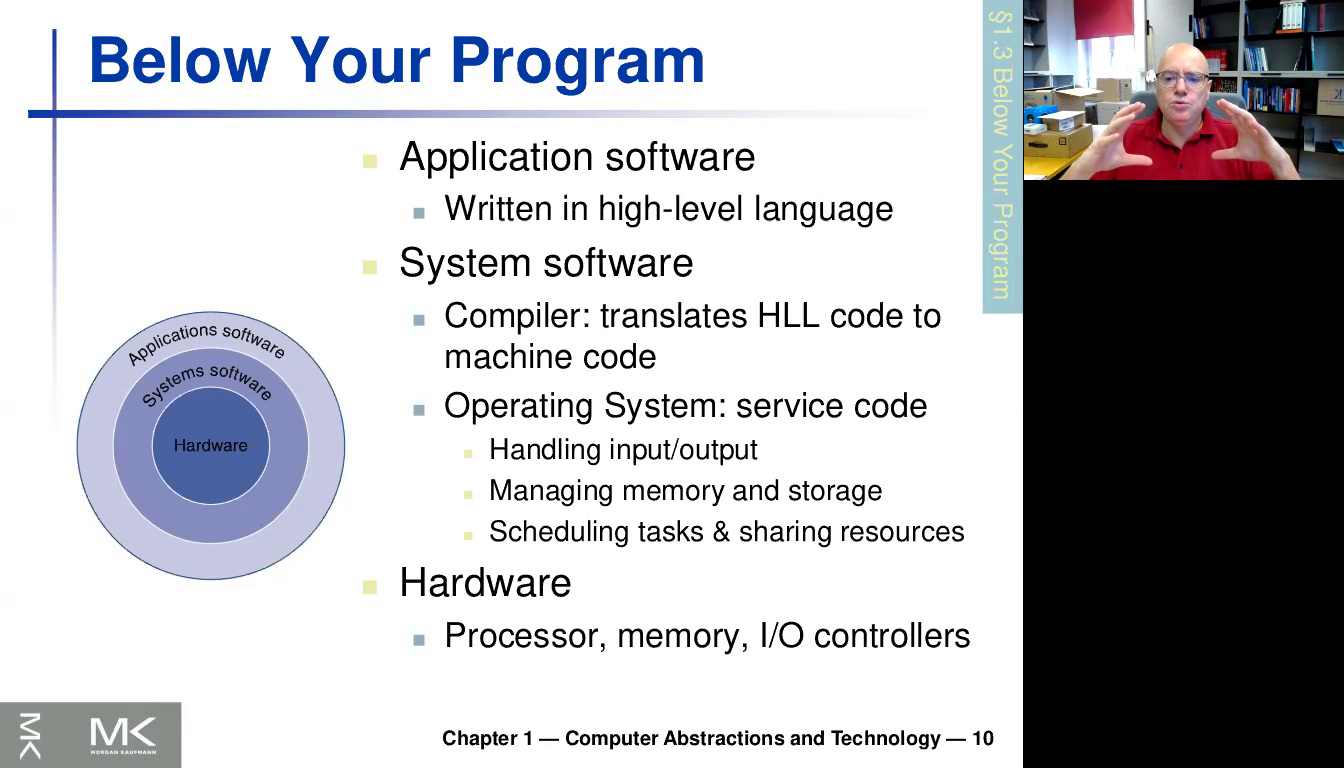 Below Your Program
§1.3 Below Your Program
Application software
Written in high-level language
System software
Compiler: translates HLL code to
machine code
Operating System: service code
Handling input/output
Managing memory and storage
Scheduling tasks & sharing resources
Hardware
Processor, memory, I/O controllers
Applications software
Systems software
Hardware
MK
MK
MORGAN KAUFMANN
Chapter 1 — Computer Abstractions and Technology — 10